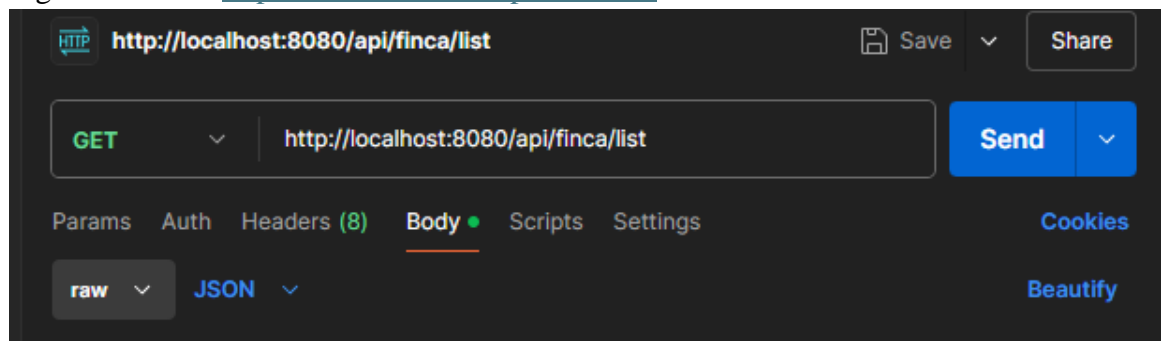 HTTP http://localhost:8080/api/finca/list Save Share
GET http://localhost:8080/api/finca/list Send
Params Auth Headers (8) Body Scripts Settings Cookies
raw JSON Beautify